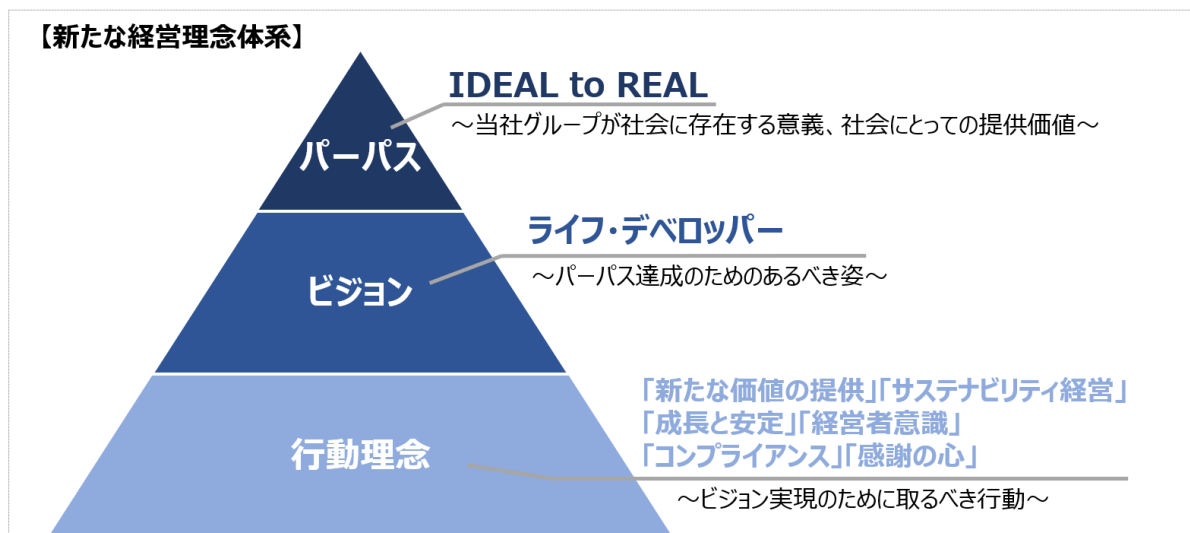 【新たな経営理念体系】
IDEAL to REAL
～当社グループが社会に存在する意義、社会にとっての提供価値～
パーパス
ライフ・デベロッパー
～パーパス達成のためのあるべき姿～
ビジョン
「新たな価値の提供」「サステナビリティ経営」
「成長と安定」「経営者意識」
「コンプライアンス」「感謝の心」
行動理念
～ビジョン実現のために取るべき行動～